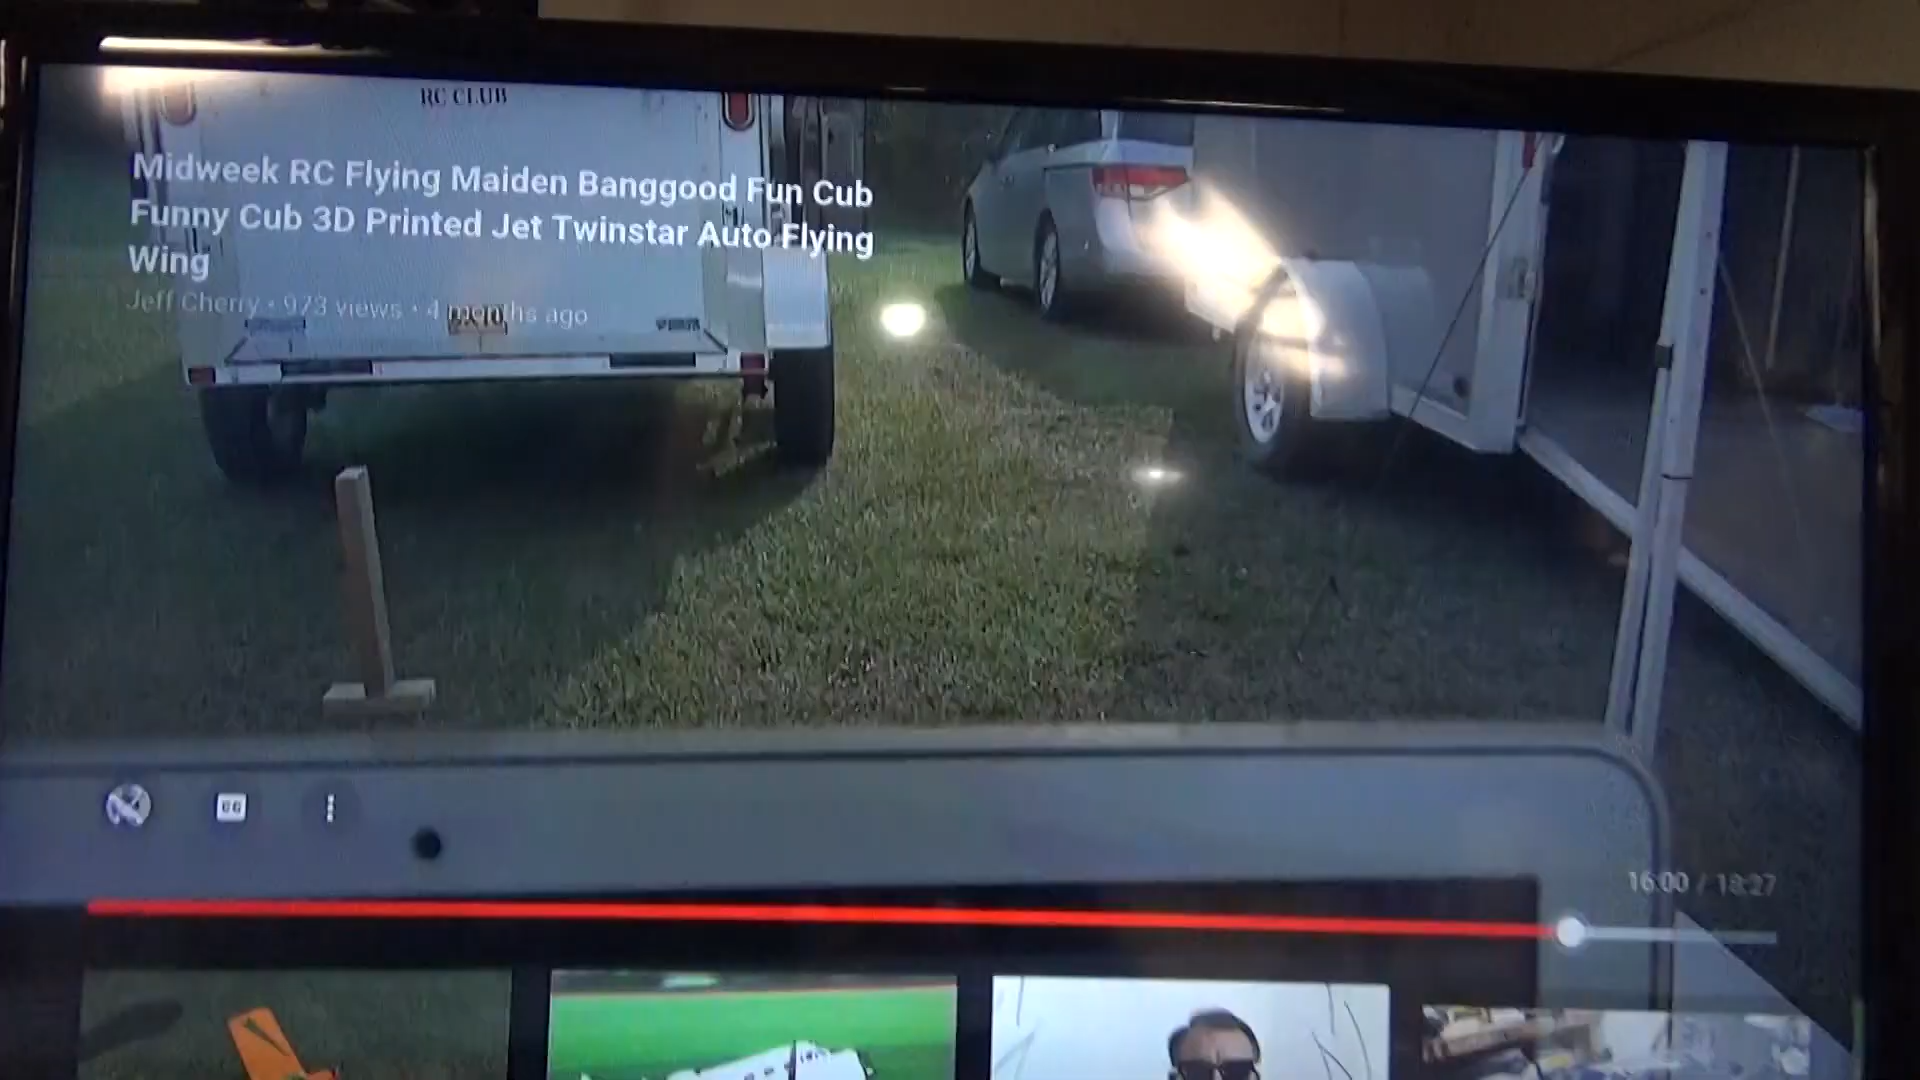 RC CLUB
Midweek RC Flying Maiden Banggood Fun Cub
Funny Cub 3D Printed Jet Twinstar Auto Flying
Wing
Jeff Cherry • 973 views • 4 months ago
CC
16:00 / 18:27